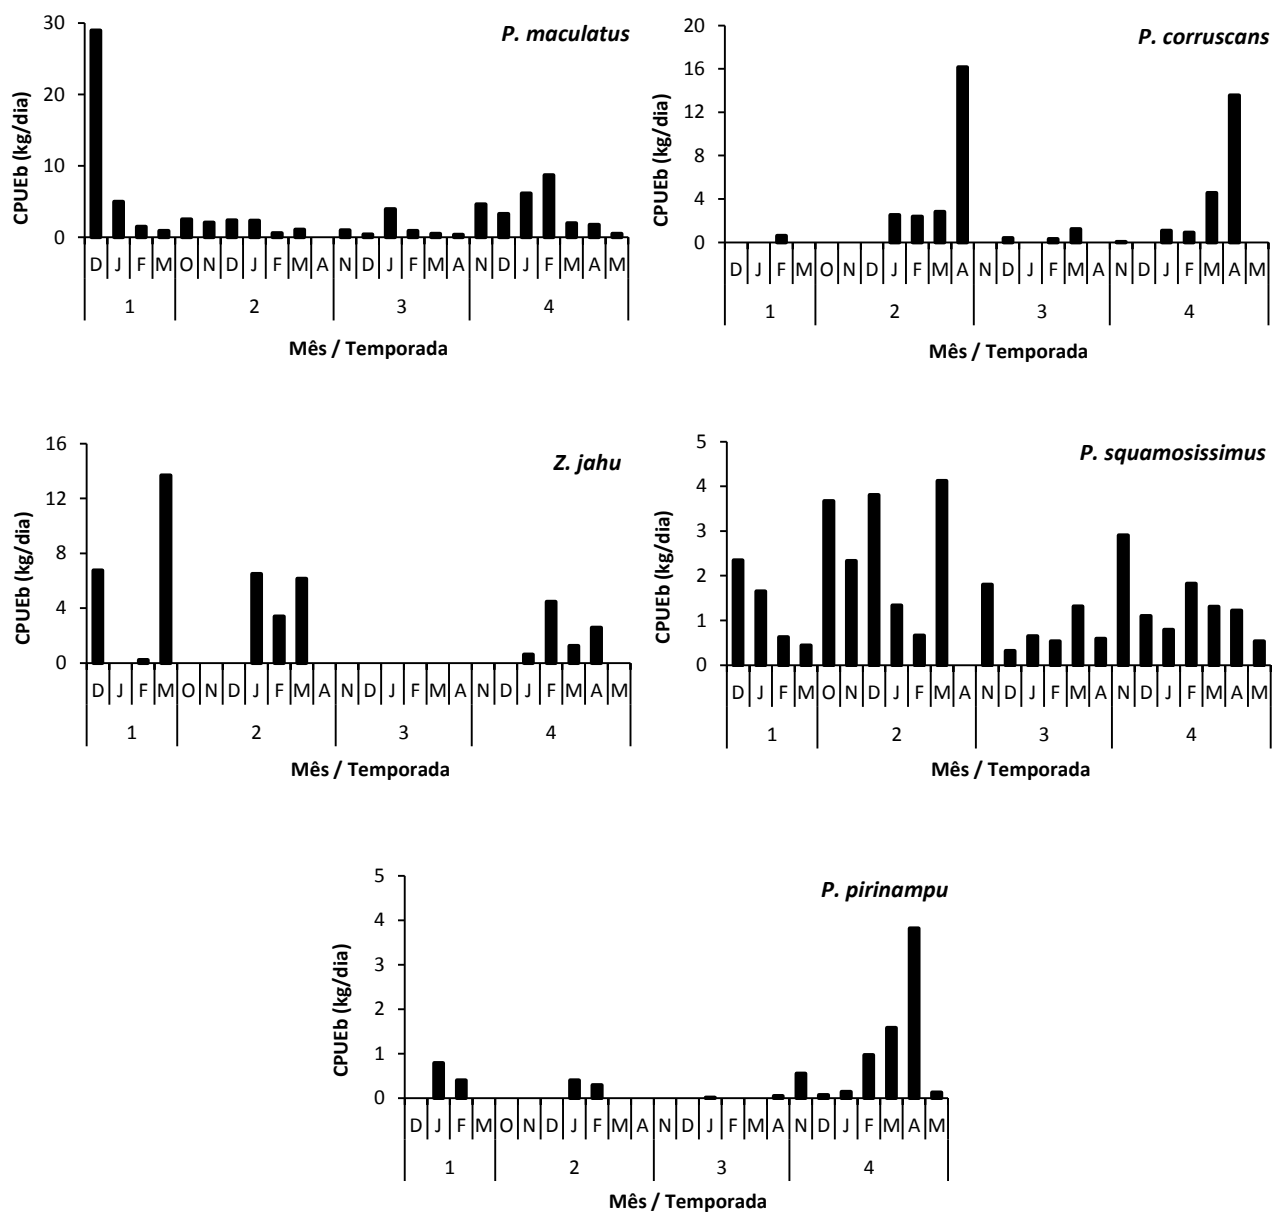 P. maculatus
CPUEb (kg/dia)
30
20
10
0
D J F M O N D J F M A N D J F M A N D J F M A M
1 2 3 4
Mês / Temporada
P. corruscans
CPUEb (kg/dia)
20
16
12
8
4
0
D J F M O N D J F M A N D J F M A N D J F M A M
1 2 3 4
Mês / Temporada
Z. jahu
CPUEb (kg/dia)
16
12
8
4
0
D J F M O N D J F M A N D J F M A N D J F M A M
1 2 3 4
Mês / Temporada
P. squamosissimus
CPUEb (kg/dia)
5
4
3
2
1
0
D J F M O N D J F M A N D J F M A N D J F M A M
1 2 3 4
Mês / Temporada
P. pirinampu
CPUEb (kg/dia)
5
4
3
2
1
0
D J F M O N D J F M A N D J F M A N D J F M A M
1 2 3 4
Mês / Temporada